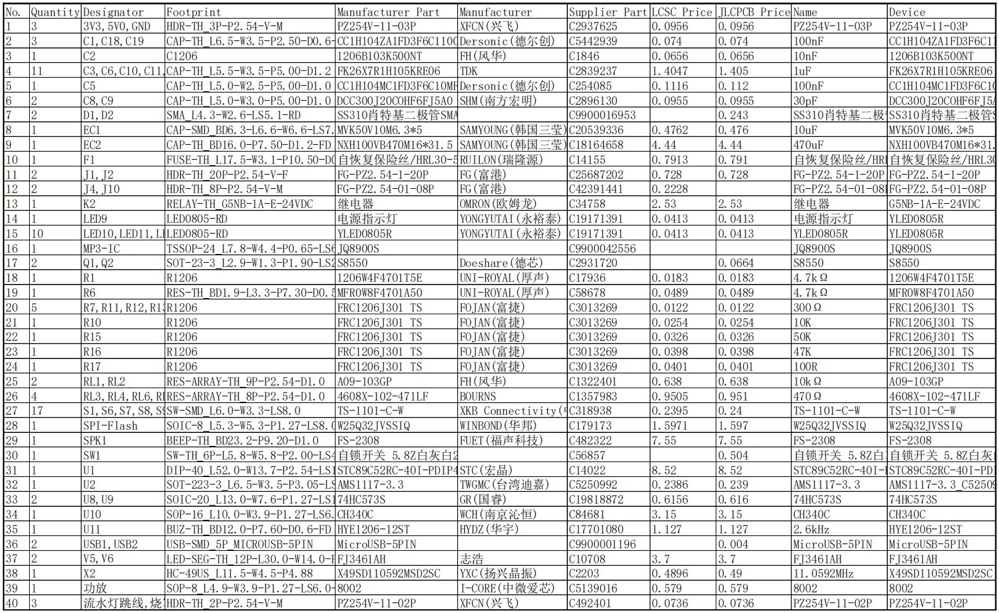 No. Quantity Designator Footprint Manufacturer Part Manufacturer Supplier Part LCSC Price JLCPCB Price Name Device
1 3 3V3,5V0,GND HDR-TH_3P-P2.54-V-M PZ254V-11-03P XFCN(兴飞) C2937625 0.0956 0.0956 PZ254V-11-03P PZ254V-11-03P
2 3 C1,C18,C19 CAP-TH_L6.5-W3.5-P2.50-D0.6- CC1H104ZA1FD3F6C110C Dersonic(德尔创) C5442939 0.074 0.074 100nF CC1H104ZA1FD3F6C11
3 1 C2 C1206 1206B103K500NT FH(风华) C1846 0.0656 0.0656 10nF 1206B103K500NT
4 11 C3,C6,C10,C11, CAP-TH_L5.5-W3.5-P5.00-D1.2 FK26X7R1H105KRE06 TDK C2839237 1.4047 1.405 1uF FK26X7R1H105KRE06
5 1 C5 CAP-TH_L5.0-W2.5-P5.00-D1.0 CC1H104MC1FD3F6C10MF Dersonic(德尔创) C254085 0.1116 0.112 100nF CC1H104MC1FD3F6C10
6 2 C8,C9 CAP-TH_L5.0-W3.0-P5.00-D1.0 DCC300J20COHF6FJ5A0 SHM(南方宏明) C2896130 0.0955 0.0955 30pF DCC300J20COHF6FJ5A
7 2 D1,D2 SMA_L4.3-W2.6-LS5.1-RD SS310肖特基二极管SMA C9900016953 0.243 SS310肖特基二极 SS310肖特基二极管S
8 1 EC1 CAP-SMD_BD6.3-L6.6-W6.6-LS7. MVK50V10M6.3*5 SAMYOUNG(韩国三莹) C20539336 0.4762 0.476 10uF MVK50V10M6.3*5
9 1 EC2 CAP-TH_BD16.0-P7.50-D1.2-FD NXH100VB470M16*31.5 SAMYOUNG(韩国三莹) C18164658 4.44 4.44 470uF NXH100VB470M16*31.
10 1 F1 FUSE-TH_L17.5-W3.1-P10.50-D0 自恢复保险丝/HRL30-5 RUILON(瑞隆源) C14155 0.7913 0.791 自恢复保险丝/HR 自恢复保险丝/HRL30
11 2 J1,J2 HDR-TH_20P-P2.54-V-F FG-PZ2.54-1-20P FG(富港) C25687202 0.728 0.728 FG-PZ2.54-1-20P FG-PZ2.54-1-20P
12 2 J4,J10 HDR-TH_8P-P2.54-V-M FG-PZ2.54-01-08P FG(富港) C42391441 0.2228 FG-PZ2.54-01-08 FG-PZ2.54-01-08P
13 1 K2 RELAY-TH_G5NB-1A-E-24VDC 继电器 OMRON(欧姆龙) C34758 2.53 2.53 继电器 G5NB-1A-E-24VDC
14 1 LED9 LED0805-RD 电源指示灯 YONGYUTAI(永裕泰) C19171391 0.0413 0.0413 电源指示灯 YLED0805R
15 10 LED10,LED11,L LED0805-RD YLED0805R YONGYUTAI(永裕泰) C19171391 0.0413 0.0413 YLED0805R YLED0805R
16 1 MP3-IC TSSOP-24_L7.8-W4.4-P0.65-LS6 JQ8900S C9900042556 JQ8900S JQ8900S
17 2 Q1,Q2 SOT-23-3_L2.9-W1.3-P1.90-LS2 S8550 Doeshare(德芯) C2931720 0.0664 S8550 S8550
18 1 R1 R1206 1206W4F4701T5E UNI-ROYAL(厚声) C17936 0.0183 0.0183 4.7kΩ 1206W4F4701T5E
19 1 R6 RES-TH_BD1.9-L3.3-P7.30-D0.5 MFR0W8F4701A50 UNI-ROYAL(厚声) C58678 0.0489 0.0489 4.7kΩ MFR0W8F4701A50
20 5 R7,R11,R12,R1 R1206 FRC1206J301 TS FOJAN(富捷) C3013269 0.0122 0.0122 300Ω FRC1206J301 TS
21 1 R10 R1206 FRC1206J301 TS FOJAN(富捷) C3013269 0.0254 0.0254 10K FRC1206J301 TS
22 1 R15 R1206 FRC1206J301 TS FOJAN(富捷) C3013269 0.0326 0.0326 50K FRC1206J301 TS
23 1 R16 R1206 FRC1206J301 TS FOJAN(富捷) C3013269 0.0398 0.0398 47K FRC1206J301 TS
24 1 R17 R1206 FRC1206J301 TS FOJAN(富捷) C3013269 0.0401 0.0401 100R FRC1206J301 TS
25 2 RL1,RL2 RES-ARRAY-TH_9P-P2.54-D1.0 A09-103GP FH(风华) C1322401 0.638 0.638 10kΩ A09-103GP
26 4 RL3,RL4,RL6,R RES-ARRAY-TH_8P-P2.54-D1.0 4608X-102-471LF BOURNS C1357983 0.9505 0.951 470Ω 4608X-102-471LF
27 17 S1,S6,S7,S8,S9 SW-SMD_L6.0-W3.3-LS8.0 TS-1101-C-W XKB Connectivity( C318938 0.2395 0.24 TS-1101-C-W TS-1101-C-W
28 1 SPI-Flash SOIC-8_L5.3-W5.3-P1.27-LS8.0 W25Q32JVSSIQ WINBOND(华邦) C179173 1.5971 1.597 W25Q32JVSSIQ W25Q32JVSSIQ
29 1 SPK1 BEEP-TH_BD23.2-P9.20-D1.0 FS-2308 FUET(福声科技) C482322 7.55 7.55 FS-2308 FS-2308
30 1 SW1 SW-TH_6P-L5.8-W5.8-P2.00-LS4 自锁开关 5.8Z白灰白2 C56857 0.504 自锁开关 5.8Z白 自锁开关 5.8Z白灰
31 1 U1 DIP-40_L52.0-W13.7-P2.54-LS1 STC89C52RC-40I-PDIP4 STC(宏晶) C14022 8.52 8.52 STC89C52RC-40I- STC89C52RC-40I-PDI
32 1 U2 SOT-223-3_L6.5-W3.5-P3.05-LS AMS1117-3.3 TWGMC(台湾迪嘉) C5250992 0.2386 0.239 AMS1117-3.3 AMS1117-3.3_C52509
33 2 U8,U9 SOIC-20_L13.0-W7.6-P1.27-LS1 74HC573S GR(国睿) C19818872 0.6156 0.616 74HC573S 74HC573S
34 1 U10 SOP-16_L10.0-W3.9-P1.27-LS6. CH340C WCH(南京沁恒) C84681 3.15 3.15 CH340C CH340C
35 1 U11 BUZ-TH_BD12.0-P7.60-D0.6-FD HYE1206-12ST HYDZ(华宇) C17701080 1.127 1.127 2.6kHz HYE1206-12ST
36 2 USB1,USB2 USB-SMD_5P_MICROUSB-5PIN MicroUSB-5PIN C9900001196 0.004 MicroUSB-5PIN MicroUSB-5PIN
37 2 V5,V6 LED-SEG-TH_12P-L30.0-W14.0-F FJ3461AH 志浩 C10708 3.7 3.7 FJ3461AH FJ3461AH
38 1 X2 HC-49US_L11.5-W4.5-P4.88 X49SD110592MSD2SC YXC(扬兴晶振) C2203 0.4896 0.49 11.0592MHz X49SD110592MSD2SC
39 1 功放 SOP-8_L4.9-W3.9-P1.27-LS6.0- 8002 I-CORE(中微爱芯) C5139016 0.579 0.579 8002 8002
40 3 流水灯跳线,烧 HDR-TH_2P-P2.54-V-M PZ254V-11-02P XFCN(兴飞) C492401 0.0736 0.0736 PZ254V-11-02P PZ254V-11-02P